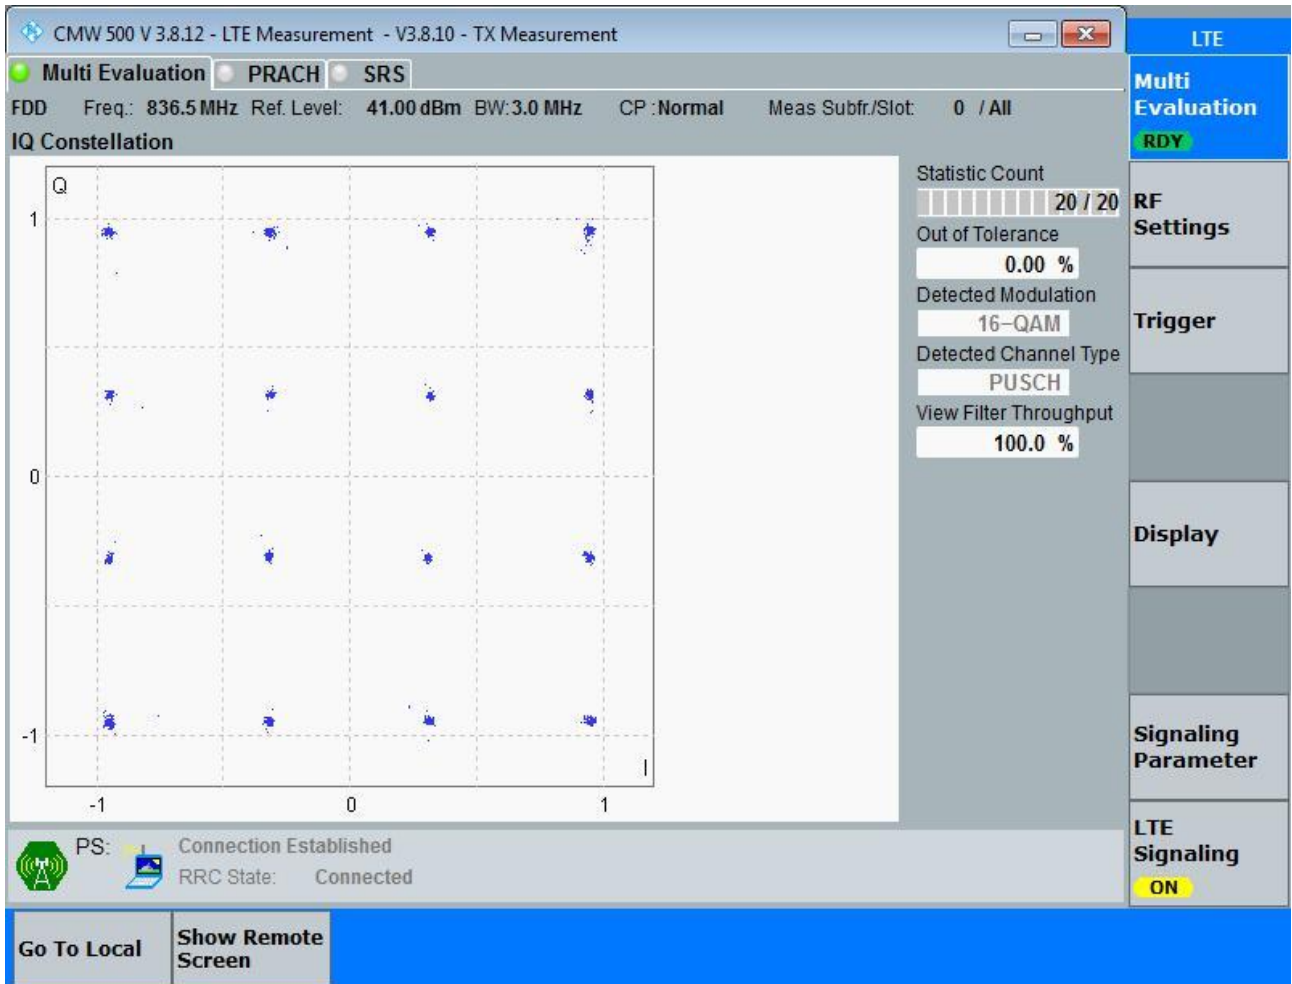 CMW 500 V 3.8.12 - LTE Measurement - V3.8.10 - TX Measurement
LTE
Multi Evaluation PRACH SRS
FDD Freq.: 836.5 MHz Ref. Level: 41.00 dBm BW: 3.0 MHz CP : Normal Meas Subfr./Slot: 0 / All
IQ Constellation
Q
1
0
-1
I
-1 0 1
Statistic Count
20 / 20
Out of Tolerance
0.00 %
Detected Modulation
16-QAM
Detected Channel Type
PUSCH
View Filter Throughput
100.0 %
Multi
Evaluation
RDY
RF
Settings
Trigger
Display
Signaling
Parameter
LTE
Signaling
ON
PS: Connection Established
RRC State: Connected
Go To Local
Show Remote
Screen